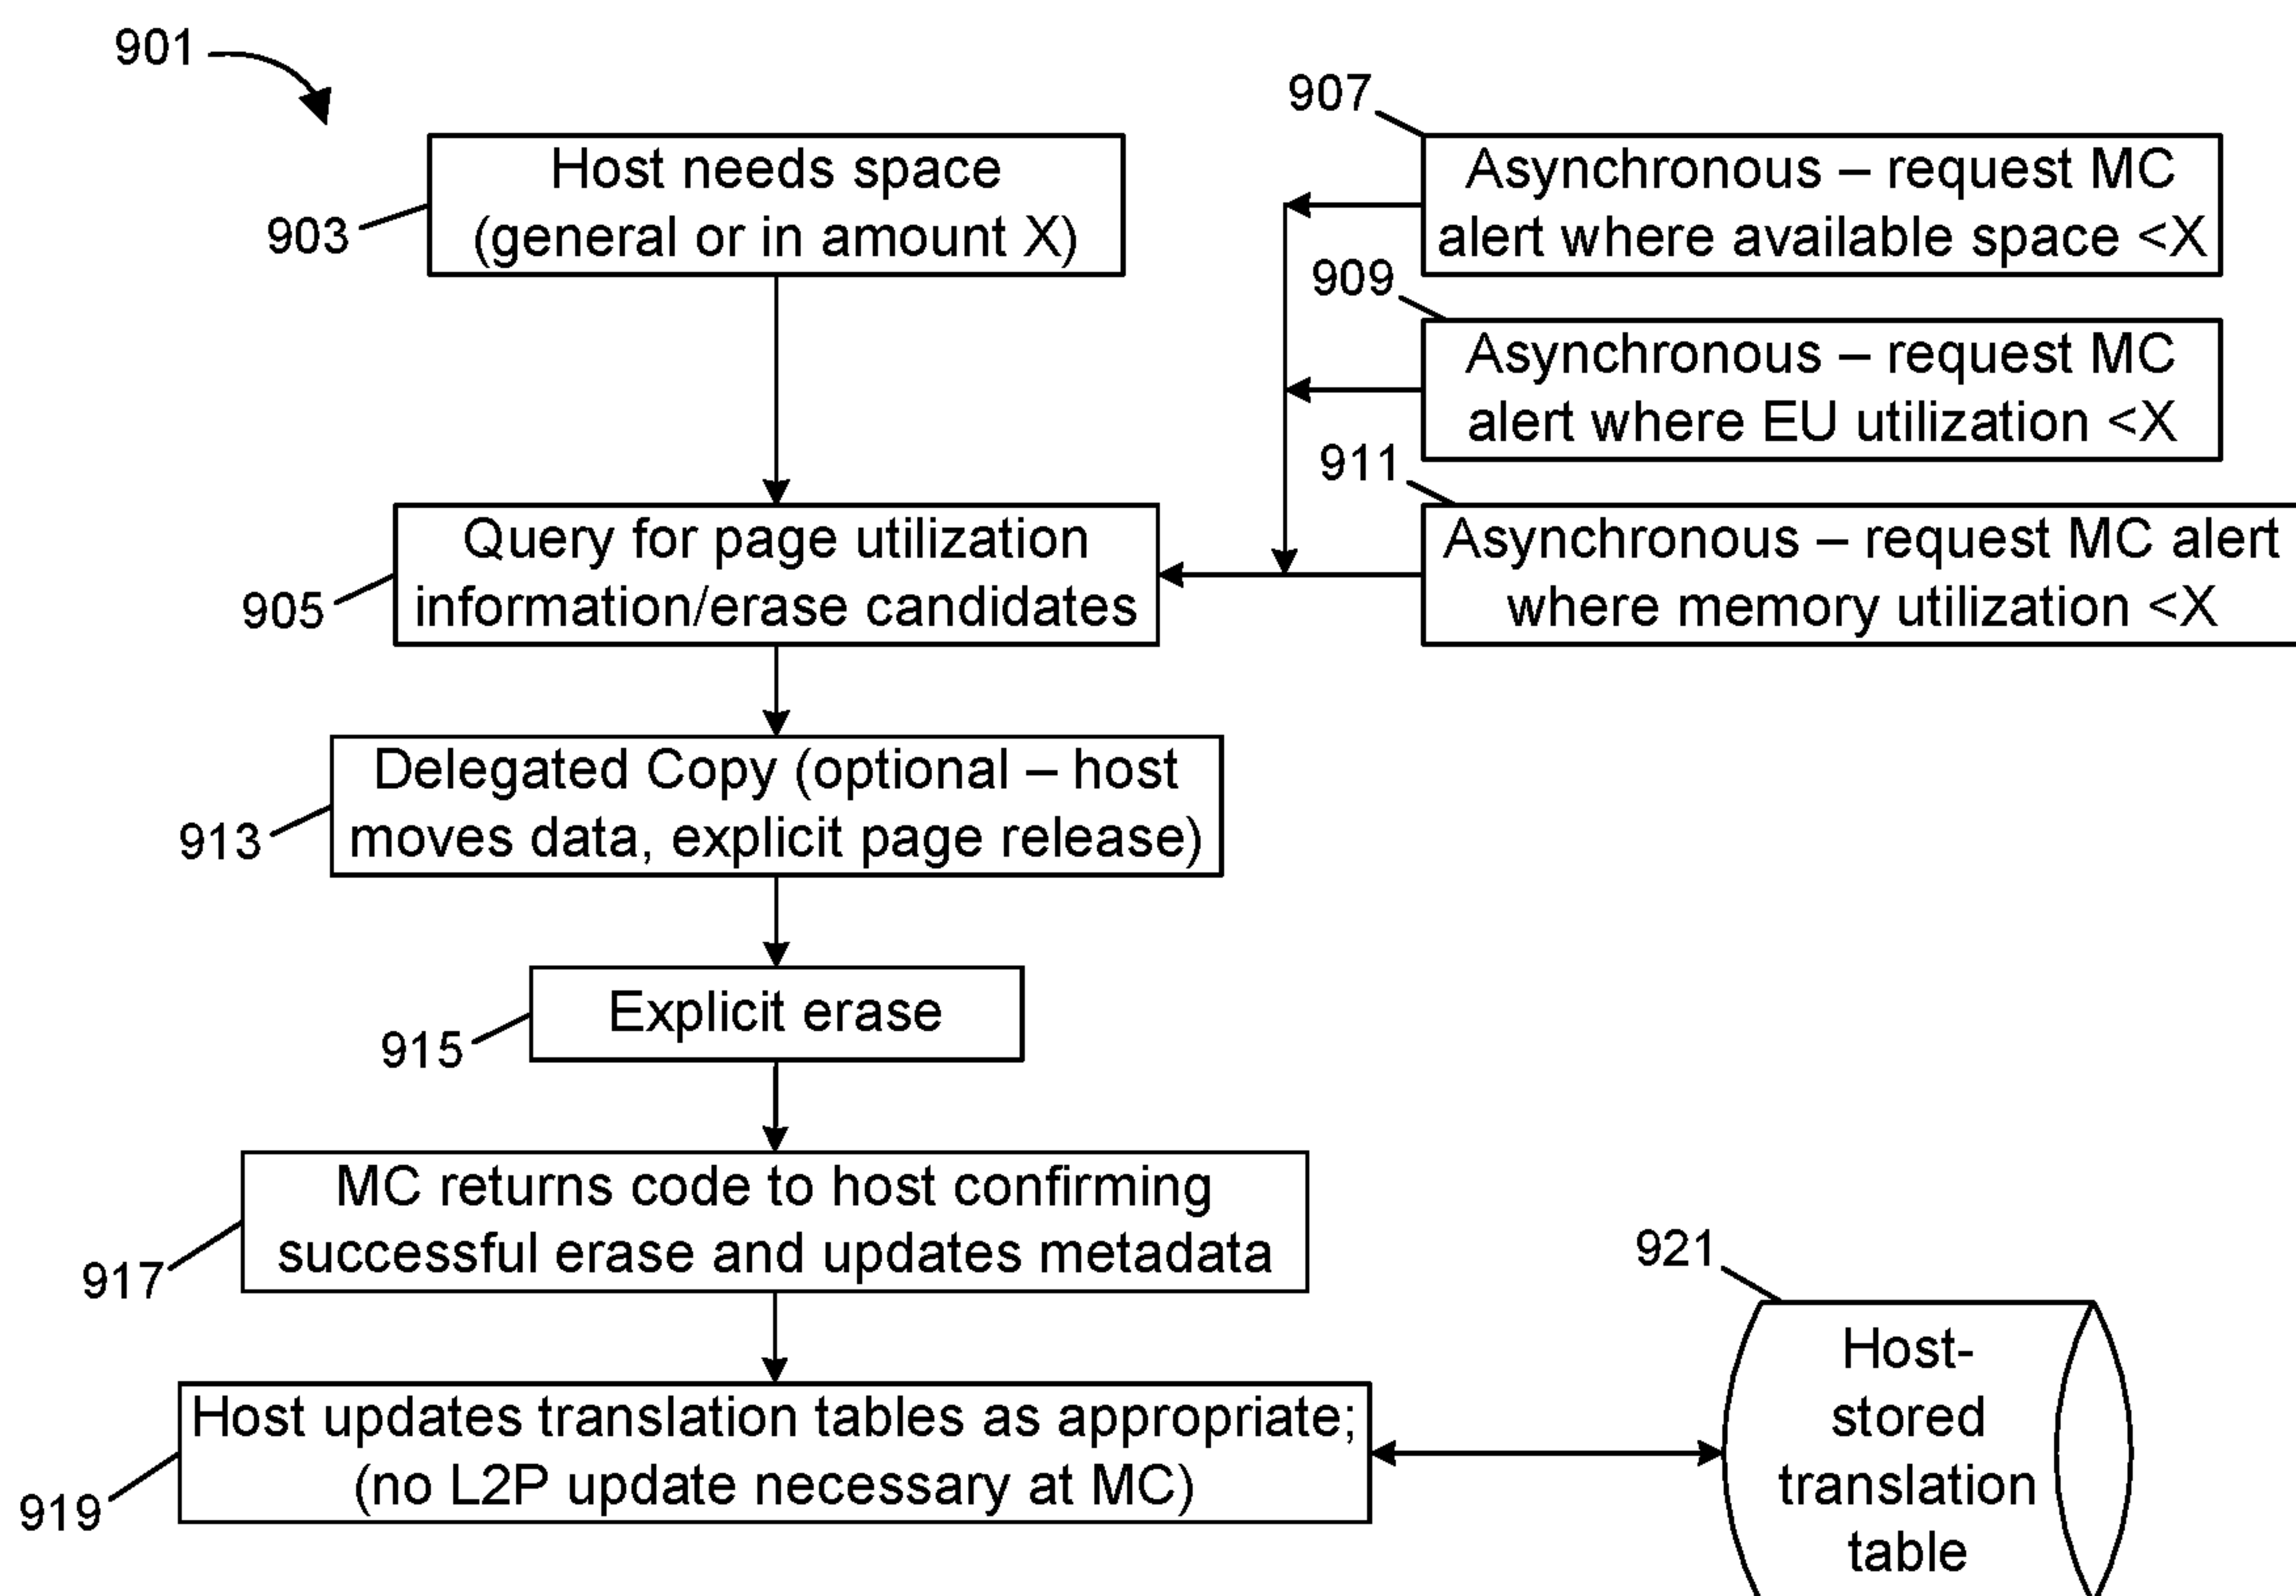 901
907
Host needs space
(general or in amount X)
903
Asynchronous – request MC
alert where available space <X
909
Asynchronous – request MC
alert where EU utilization <X
911
Query for page utilization
information/erase candidates
905
Asynchronous – request MC alert
where memory utilization <X
Delegated Copy (optional – host
moves data, explicit page release)
913
Explicit erase
915
MC returns code to host confirming
successful erase and updates metadata
917
921
Host updates translation tables as appropriate;
(no L2P update necessary at MC)
919
Host-
stored
translation
table